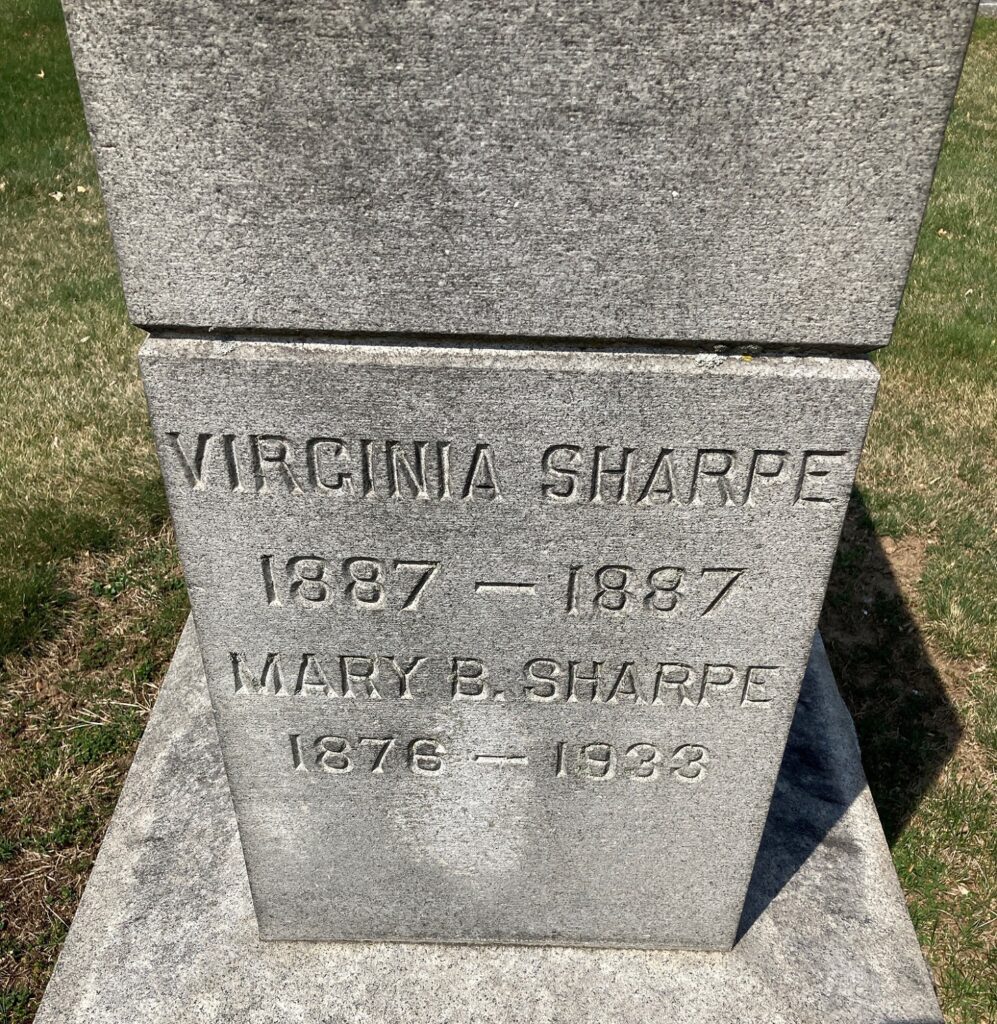 VIRGINIA SHARPE
1887 — 1887
MARY B. SHARPE
1876 — 1933